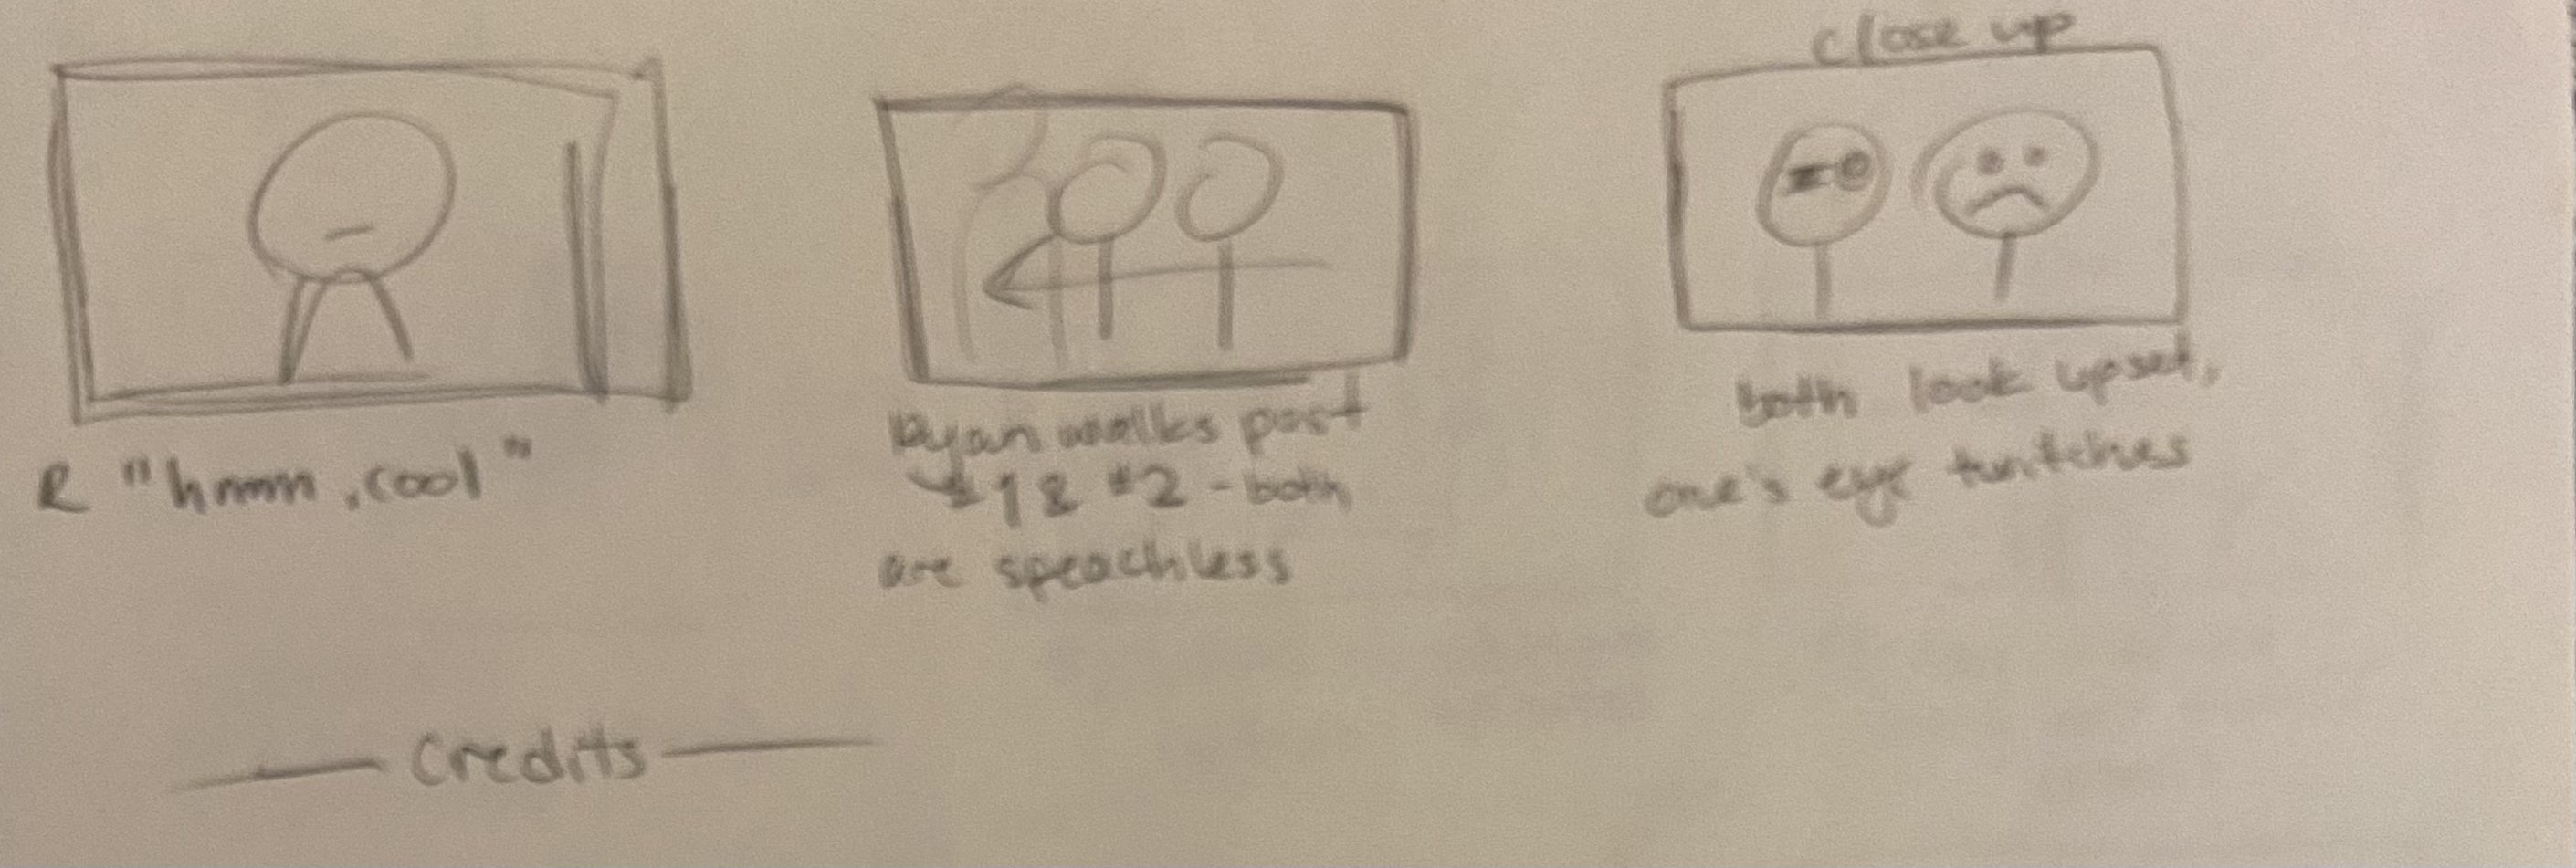 R "hmm, cool"
close up
Ryan walks past
#1 & #2 - both
are speachless
both look upset,
one's eye twitches
Credits